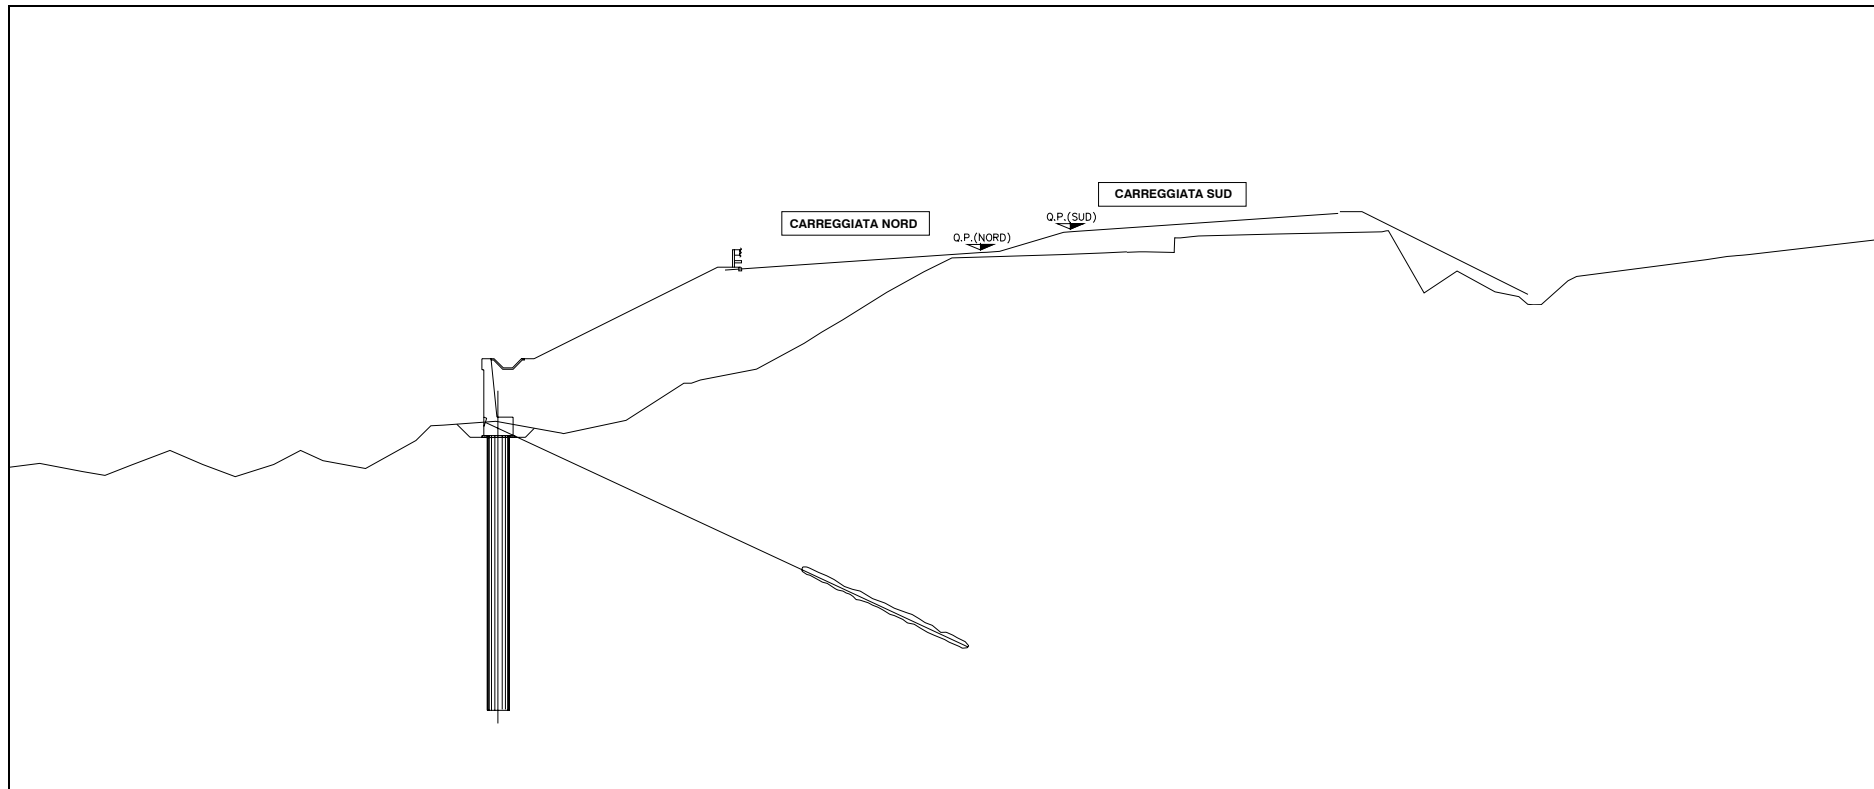 CARREGGIATA SUD
CARREGGIATA NORD
Q.P.(SUD)
Q.P.(NORD)